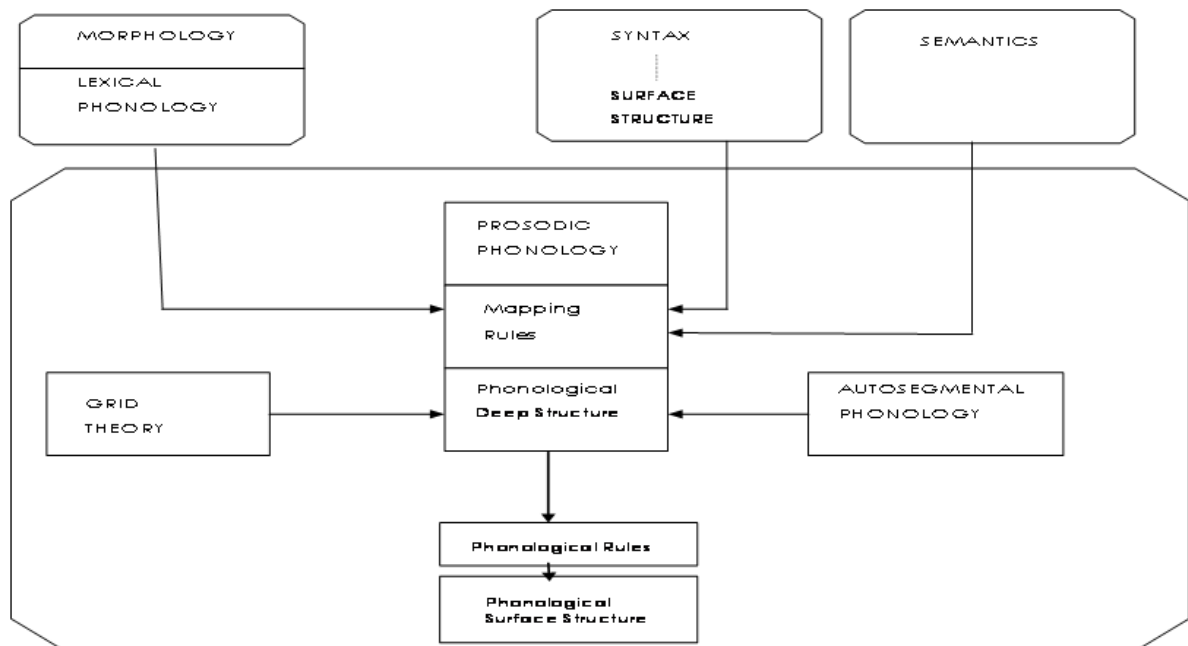 MORPHOLOGY
LEXICAL
PHONOLOGY
SYNTAX
SURFACE
STRUCTURE
SEMANTICS
PROSODIC
PHONOLOGY
Mapping
Rules
Phonological
Deep Structure
GRID
THEORY
AUTOSEGMENTAL
PHONOLOGY
Phonological Rules
Phonological
Surface Structure